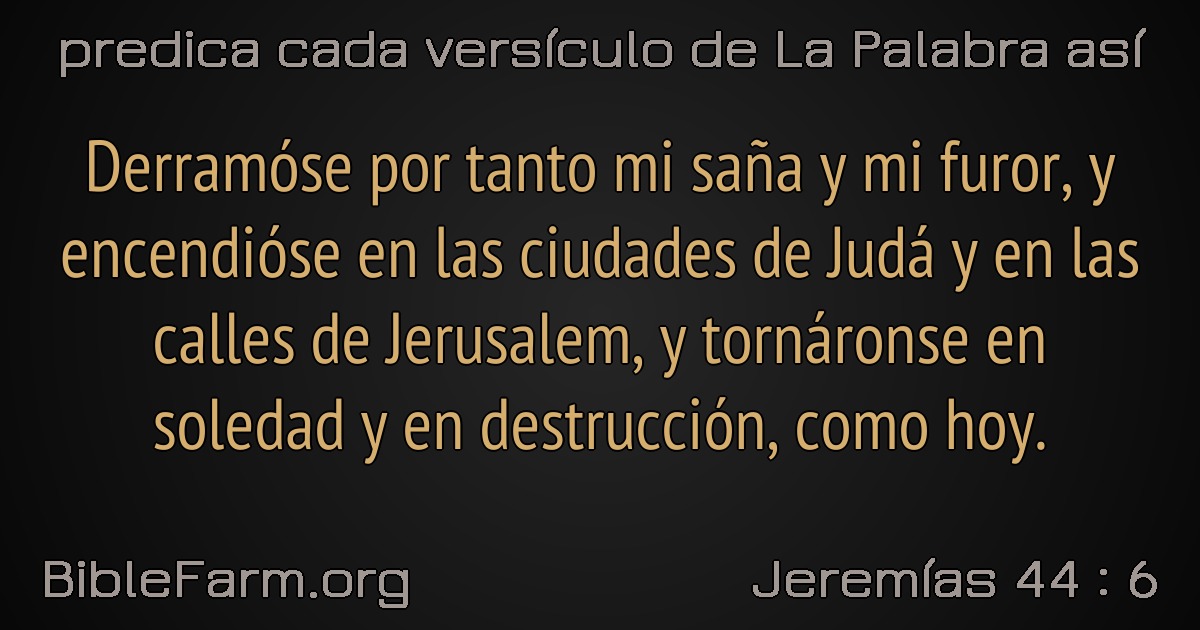 predica cada versículo de La Palabra así
Derramóse por tanto mi saña y mi furor, y
encendióse en las ciudades de Judá y en las
calles de Jerusalem, y tornáronse en
soledad y en destrucción, como hoy.
BibleFarm.org
Jeremías 44 : 6